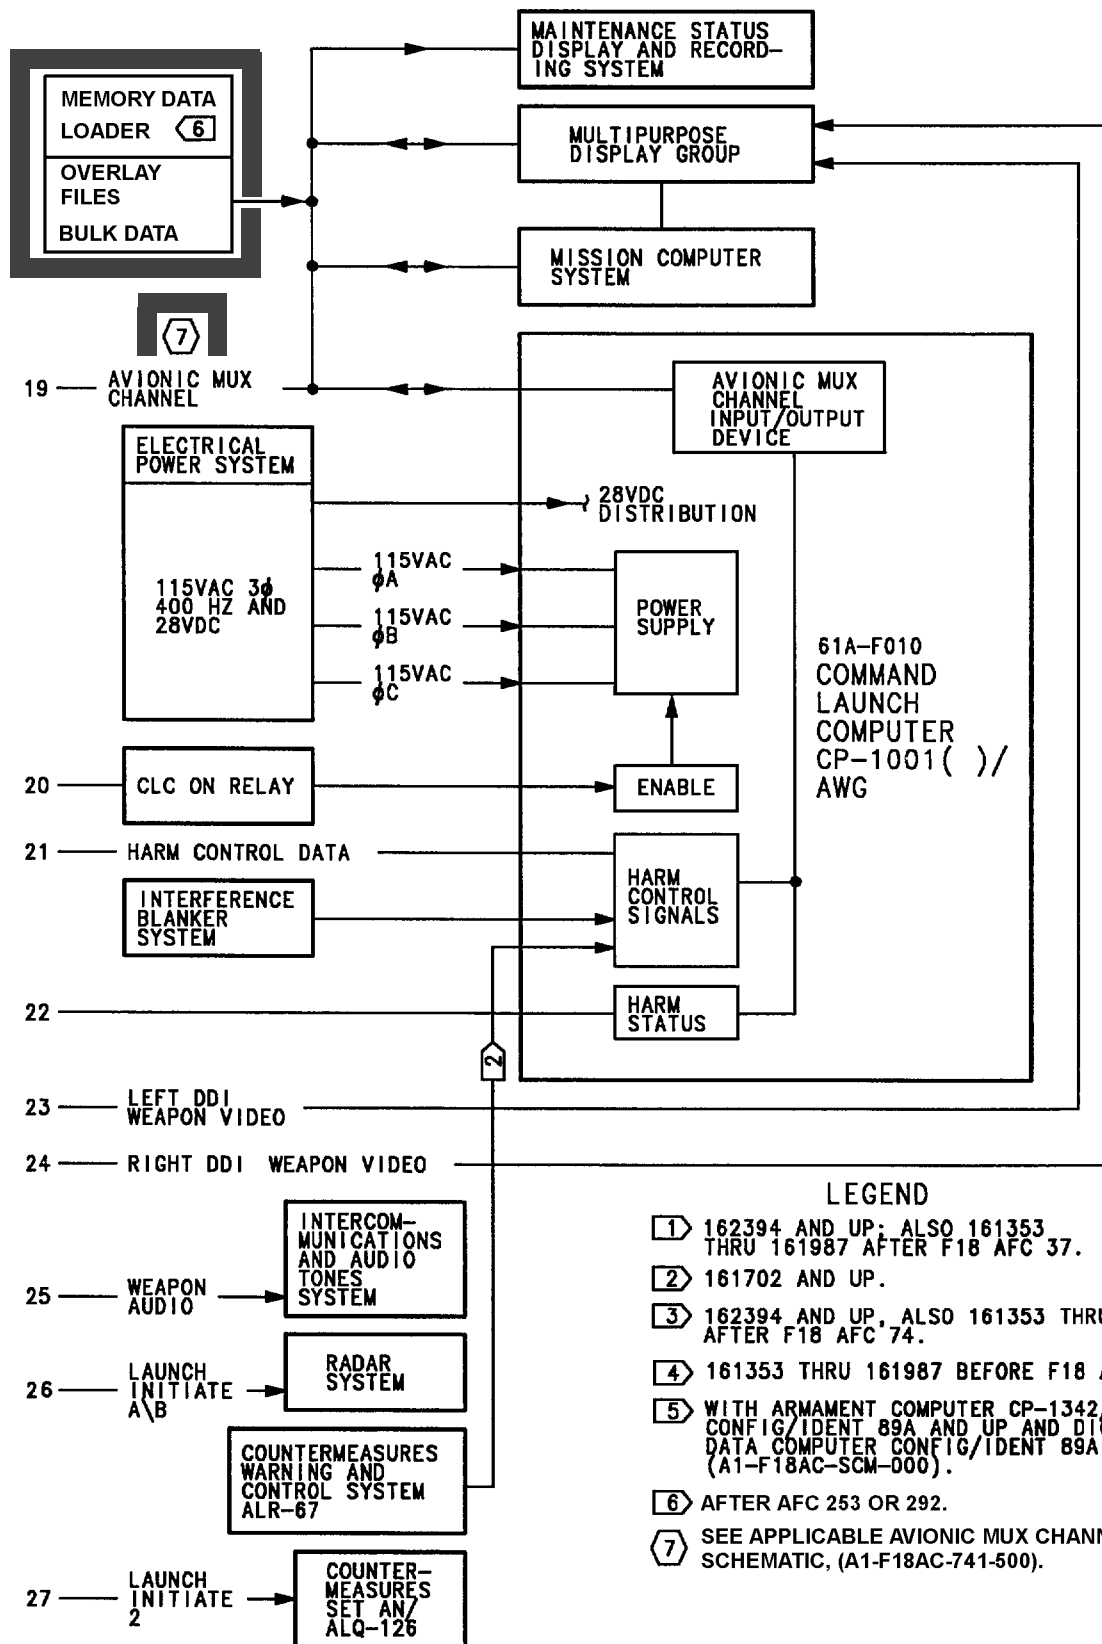 MAINTENANCE STATUS
DISPLAY AND RECORD-
ING SYSTEM
MEMORY DATA
LOADER 6
OVERLAY
FILES
BULK DATA
MULTIPURPOSE
DISPLAY GROUP
MISSION COMPUTER
SYSTEM
7
19 AVIONIC MUX
CHANNEL
AVIONIC MUX
CHANNEL
INPUT/OUTPUT
DEVICE
ELECTRICAL
POWER SYSTEM
115VAC 3ϕ
400 HZ AND
28VDC
28VDC
DISTRIBUTION
115VAC
ϕA
115VAC
ϕB
115VAC
ϕC
POWER
SUPPLY
61A-F010
COMMAND
LAUNCH
COMPUTER
CP-1001( )/
AWG
20 CLC ON RELAY
ENABLE
21 HARM CONTROL DATA
INTERFERENCE
BLANKER
SYSTEM
HARM
CONTROL
SIGNALS
22
HARM
STATUS
2
23 LEFT DDI
WEAPON VIDEO
24 RIGHT DDI WEAPON VIDEO
25 WEAPON
AUDIO
INTERCOM-
MUNICATIONS
AND AUDIO
TONES
SYSTEM
26 LAUNCH
INITIATE
A\B
RADAR
SYSTEM
COUNTERMEASURES
WARNING AND
CONTROL SYSTEM
ALR-67
27 LAUNCH
INITIATE
2
COUNTER-
MEASURES
SET AN/
ALQ-126
LEGEND
1 162394 AND UP; ALSO 161353
THRU 161987 AFTER F18 AFC 37.
2 161702 AND UP.
3 162394 AND UP, ALSO 161353 THRU
AFTER F18 AFC 74.
4 161353 THRU 161987 BEFORE F18
5 WITH ARMAMENT COMPUTER CP-1342,
CONFIG/IDENT 89A AND UP AND
DATA COMPUTER CONFIG/IDENT 89A
(A1-F18AC-SCM-000).
6 AFTER AFC 253 OR 292.
7 SEE APPLICABLE AVIONIC MUX
SCHEMATIC, (A1-F18AC-741-500).